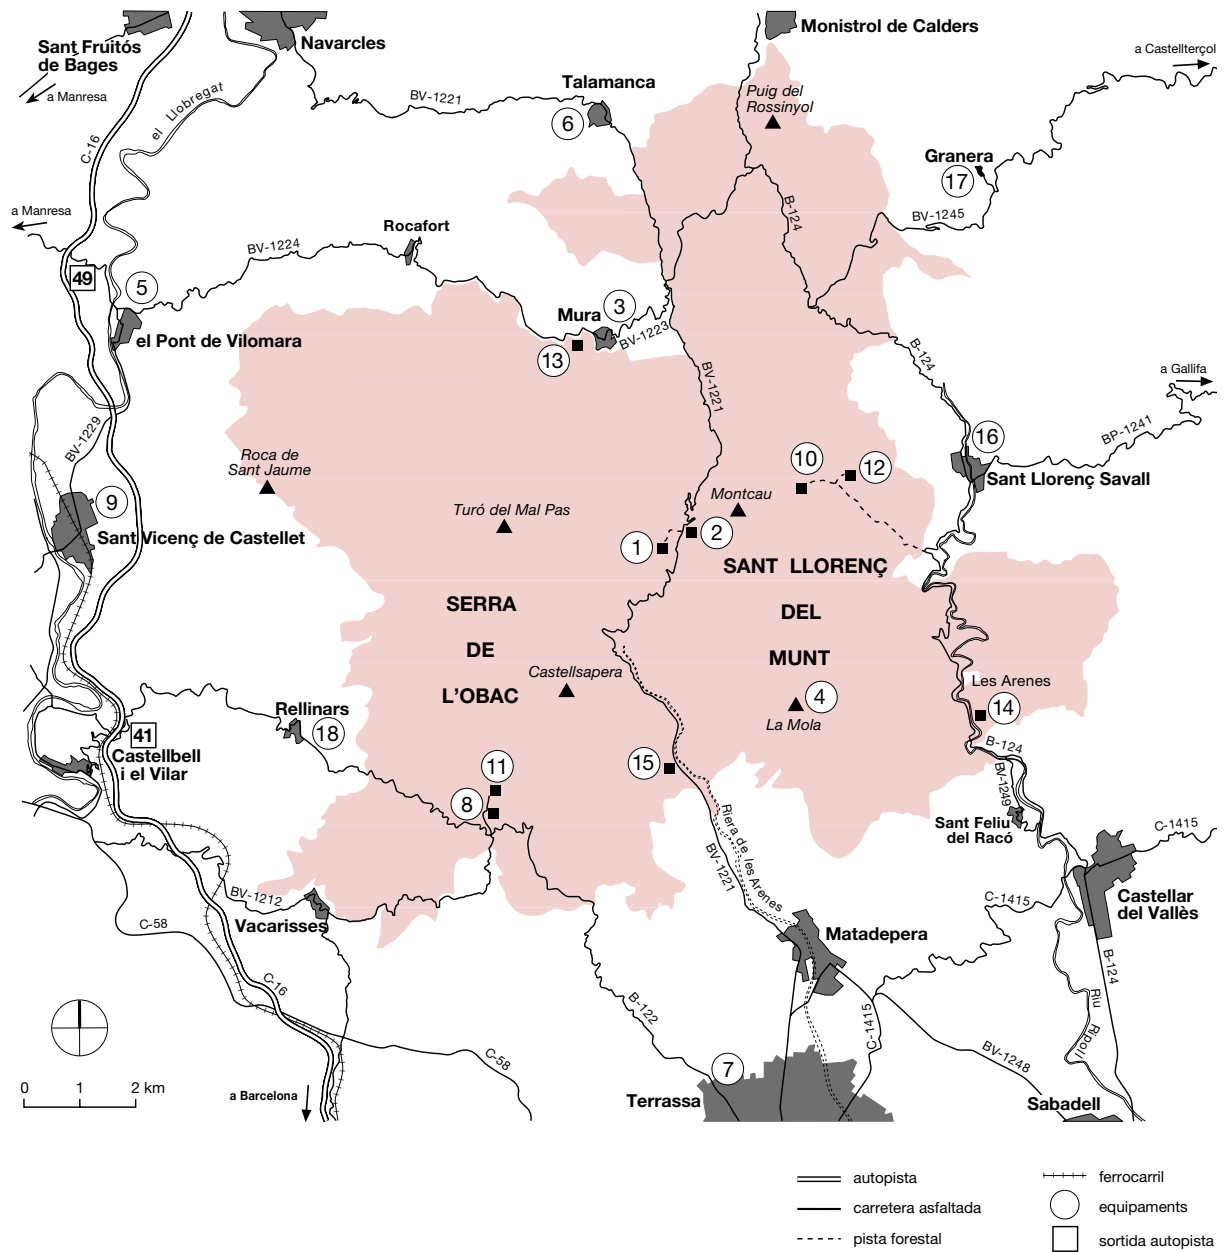 Sant Fruitós
de Bages
a Manresa
Navarcles
Monistrol de Calders
a Castellterçol
C-16
el Llobregat
BV-1221
Talamanca
6
Puig del
Rossinyol
Granera
17
a Manresa
BV-1224
Rocafort
B-124
BV-1245
49
5
el Pont de Vilomara
Mura
3
BV-1223
13
BV-1221
B-124
a Gallifa
BP-1241
BV-1229
Roca de
Sant Jaume
16
Sant Llorenç Savall
10
12
9
Sant Vicenç de Castellet
Turó del Mal Pas
Montcau
1
2
SANT LLORENÇ
DEL
MUNT
SERRA
DE
L'OBAC
Castellsapera
4
La Mola
Les Arenes
14
Rellinars
18
41
Castellbell
i el Vilar
11
8
15
B-124
BV-1249
Sant Feliu
del Racó
C-1415
Riera de les Arenes
BV-1221
BV-1212
Vacarisses
C-58
C-1415
Castellar
del Vallès
Matadepera
B-124
C-16
B-122
C-1415
Riu Ripoll
C-58
BV-1248
7
Terrassa
Sabadell
0 1 2 km
a Barcelona
autopista
carretera asfaltada
pista forestal
ferrocarril
equipaments
sortida autopista